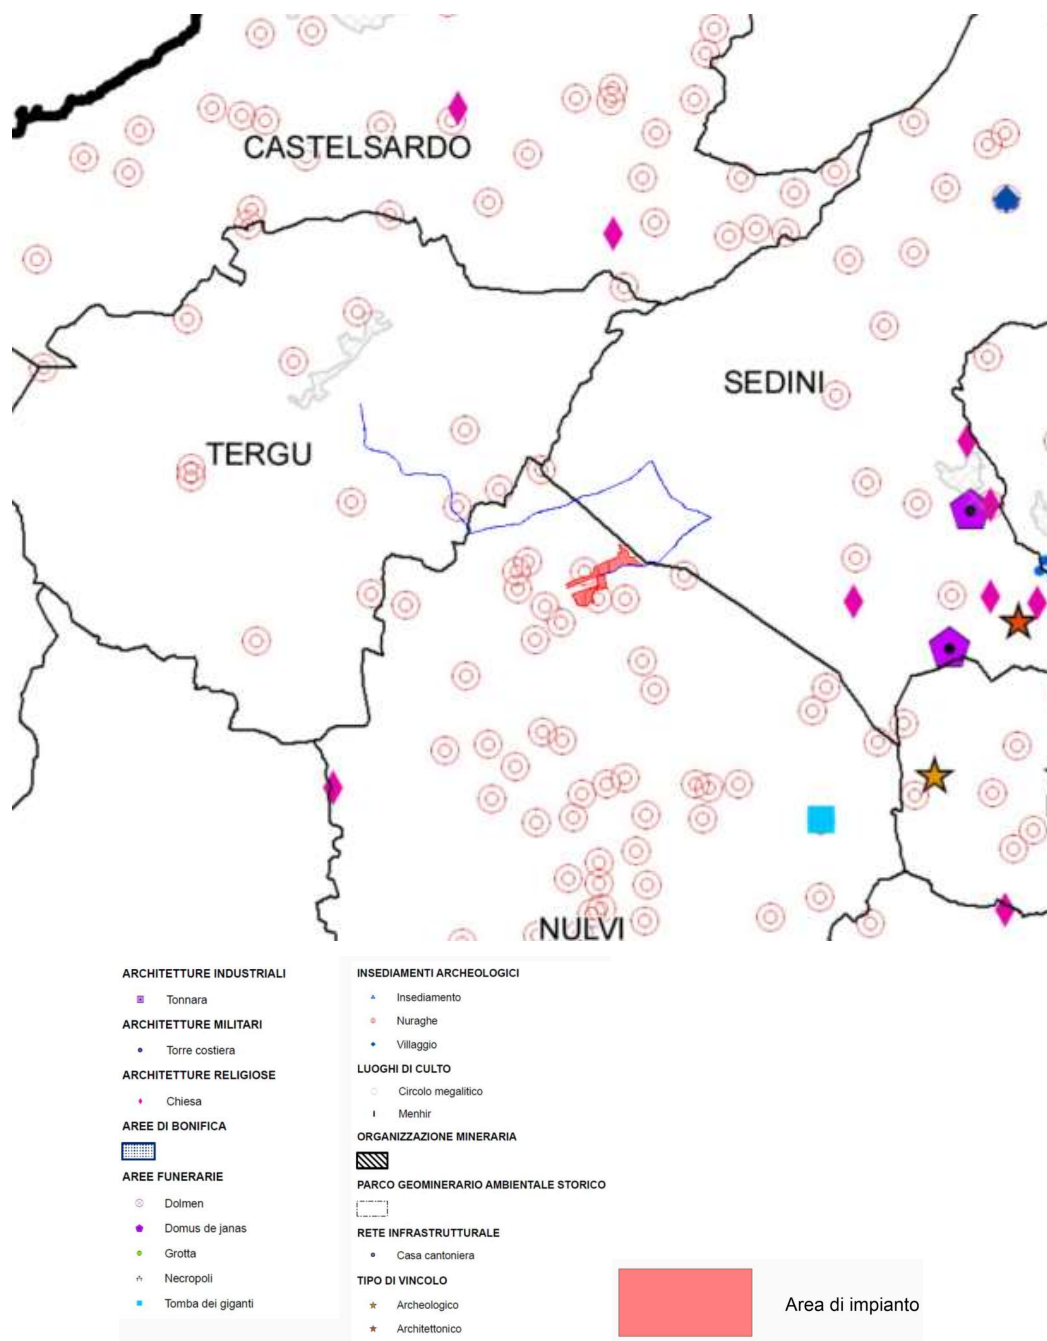 CASTELSARDO
SEDINI
TERGU
NULVI
ARCHITETTURE INDUSTRIALI
Tonnara
ARCHITETTURE MILITARI
Torre costiera
ARCHITETTURE RELIGIOSE
Chiesa
AREE DI BONIFICA
AREE FUNERARIE
Dolmen
Domus de janas
Grotta
Necropoli
Tomba dei giganti
INSEDIAMENTI ARCHEOLOGICI
Insediamento
Nuraghe
Villaggio
LUOGHI DI CULTO
Circolo megalitico
Menhir
ORGANIZZAZIONE MINERARIA
PARCO GEOMINERARIO AMBIENTALE STORICO
RETE INFRASTRUTTURALE
Casa cantoniera
TIPO DI VINCOLO
Archeologico
Architettonico
Area di impianto